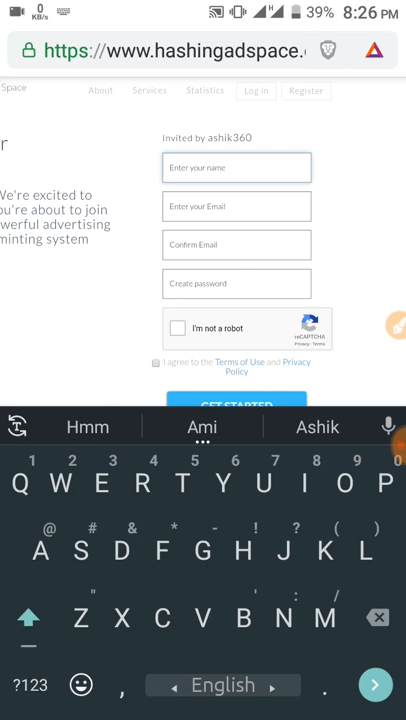 0 KB/s H 39% 8:26 PM
https://www.hashingadspace.
Space About Services Statistics Log in Register
Invited by ashik360
r
Enter your name
We're excited to
ou're about to join
werful advertising
minting system
Enter your Email
Confirm Email
Create password
I'm not a robot
reCAPTCHA
Privacy - Terms
I agree to the Terms of Use and Privacy
Policy
GET STARTED
Hmm Ami Ashik
1 2 3 4 5 6 7 8 9 0
Q W E R T Y U I O P
@ # & * - ! ? ( )
A S D F G H J K L
" ' : /
Z X C V B N M
?123 , English .